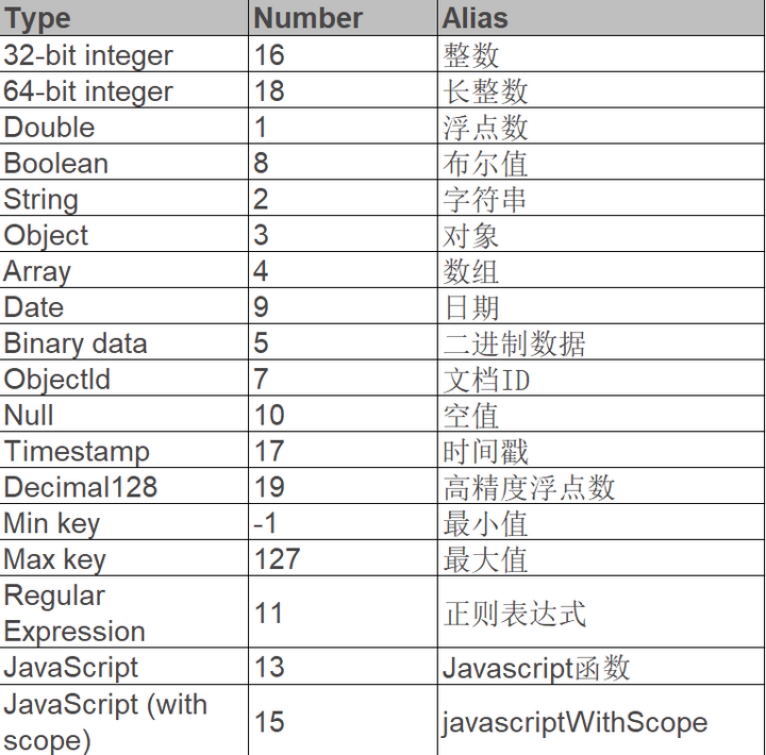 Type Number Alias
32-bit integer 16 整数
64-bit integer 18 长整数
Double 1 浮点数
Boolean 8 布尔值
String 2 字符串
Object 3 对象
Array 4 数组
Date 9 日期
Binary data 5 二进制数据
ObjectId 7 文档ID
Null 10 空值
Timestamp 17 时间戳
Decimal128 19 高精度浮点数
Min key -1 最小值
Max key 127 最大值
Regular
Expression 11 正则表达式
JavaScript 13 Javascript函数
JavaScript (with
scope) 15 javascriptWithScope